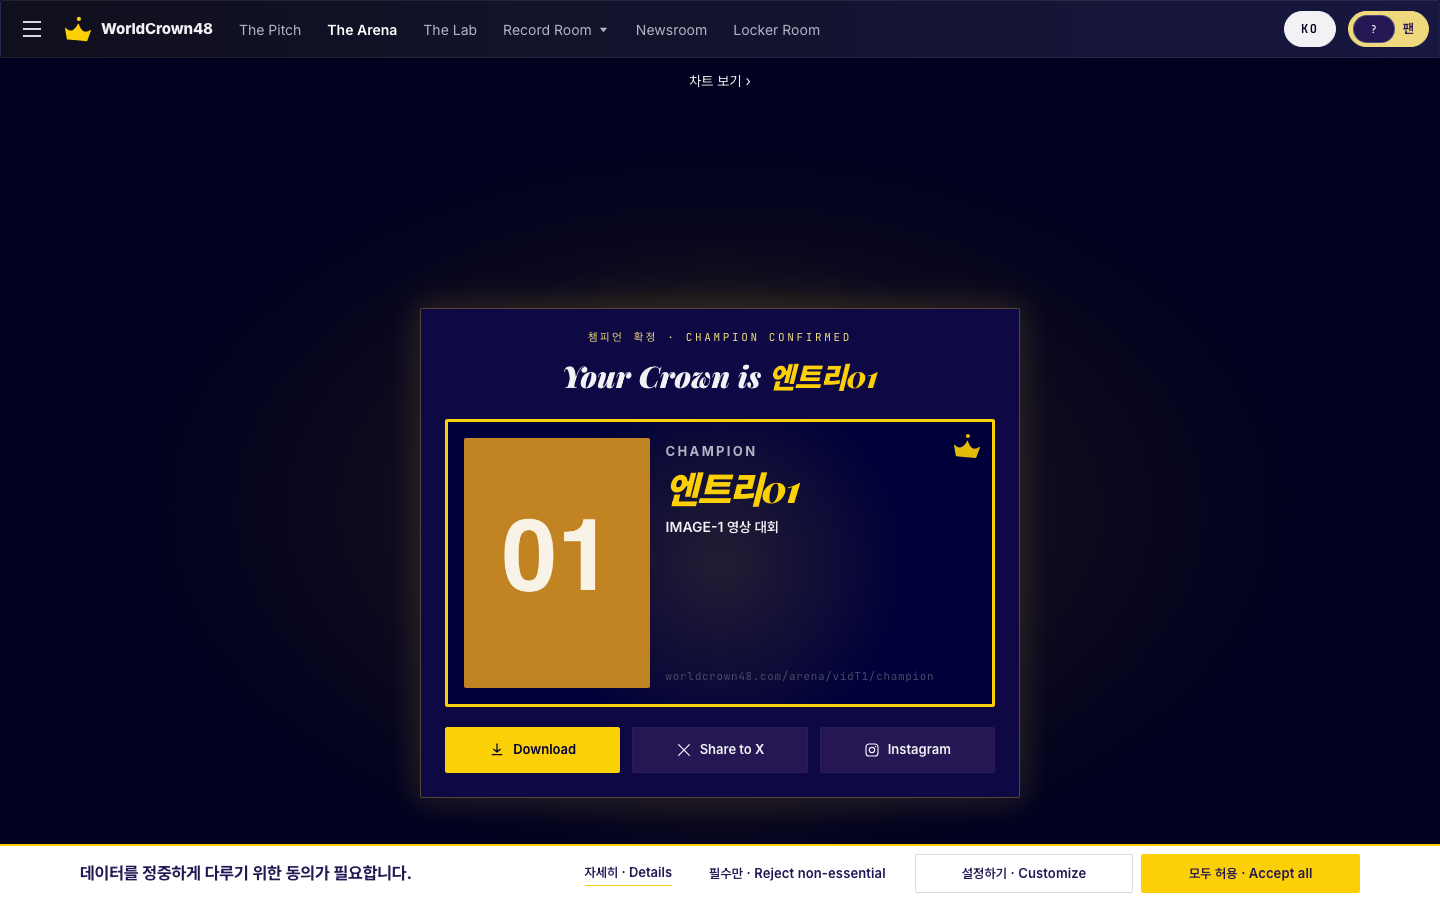 WorldCrown48
The Pitch
The Arena
The Lab
Record Room
Newsroom
Locker Room
KO
?
팬
차트 보기 ›
챔피언 확정 · CHAMPION CONFIRMED
Your Crown is 엔트리01
01
CHAMPION
엔트리01
IMAGE-1 영상 대회
worldcrown48.com/arena/vidT1/champion
Download
Share to X
Instagram
데이터를 정중하게 다루기 위한 동의가 필요합니다.
자세히 · Details
필수만 · Reject non-essential
설정하기 · Customize
모두 허용 · Accept all